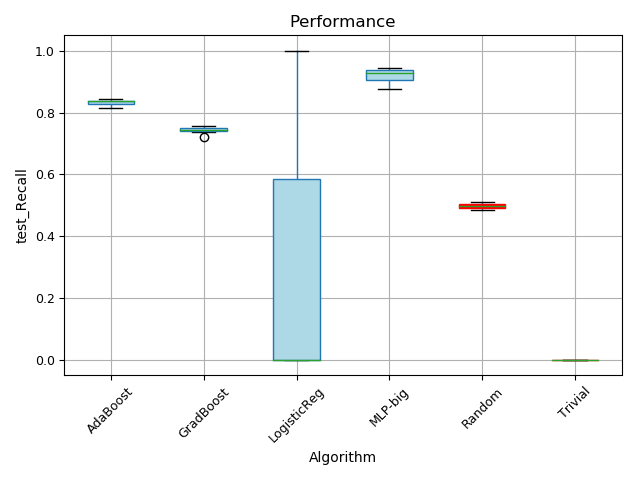 Performance
1.0
0.8
0.6
0.4
0.2
0.0
test_Recall
AdaBoost
GradBoost
LogisticReg
MLP-big
Random
Trivial
Algorithm